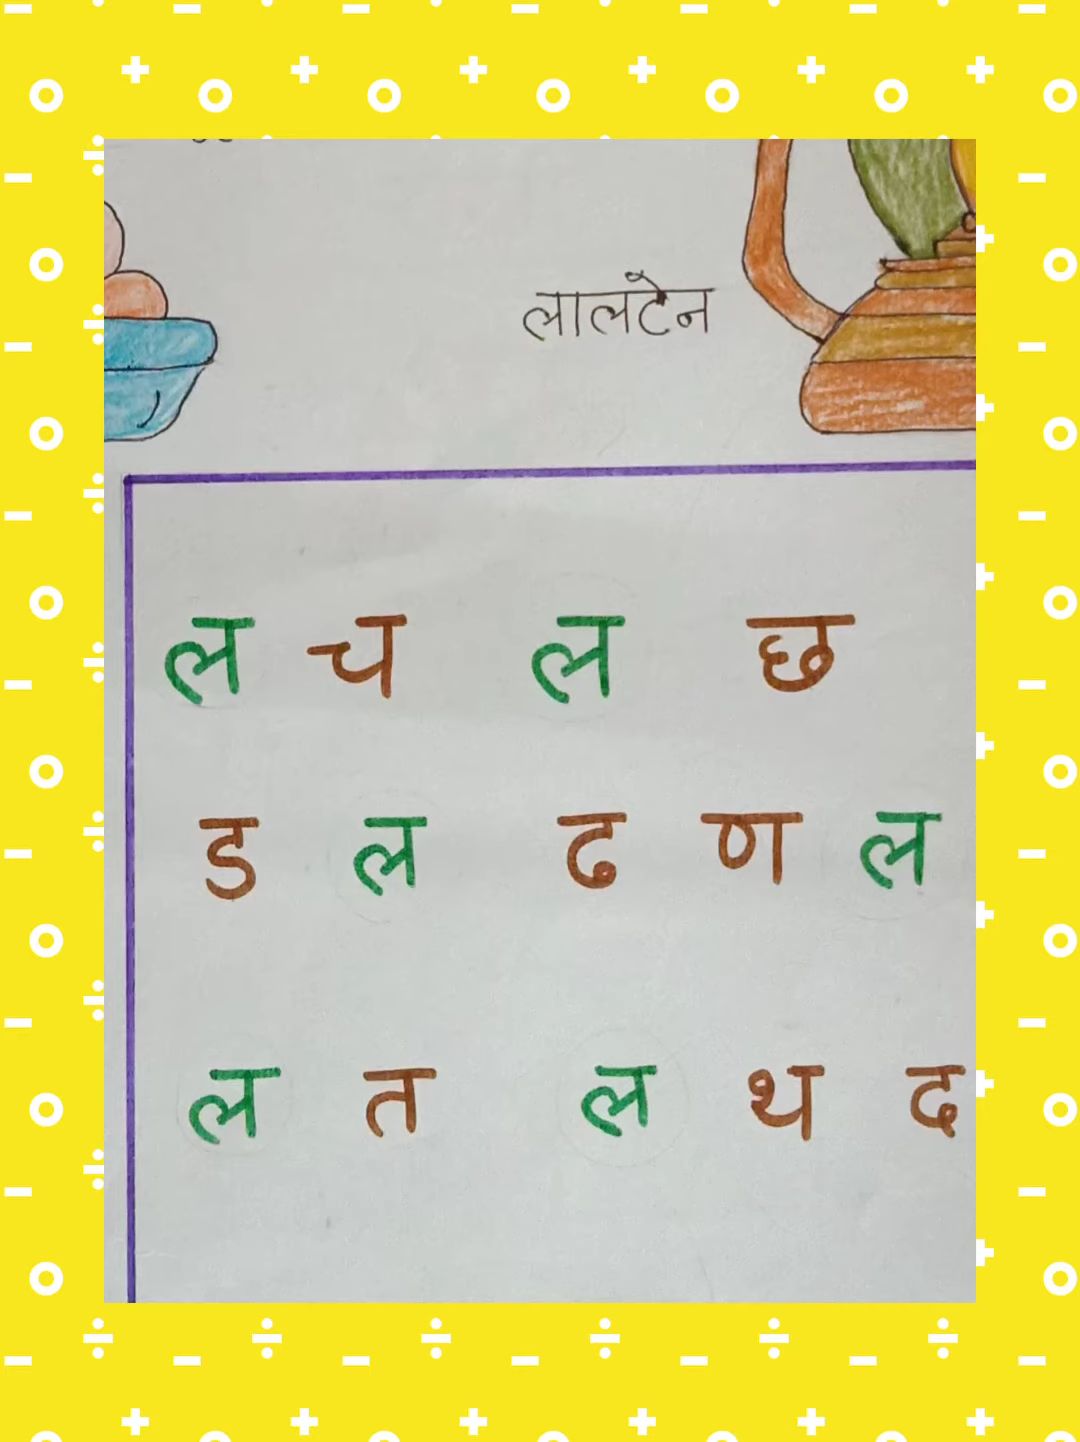 लालटेन
ल च ल छ
ड ल ढ ण ल
ल त ल थ द